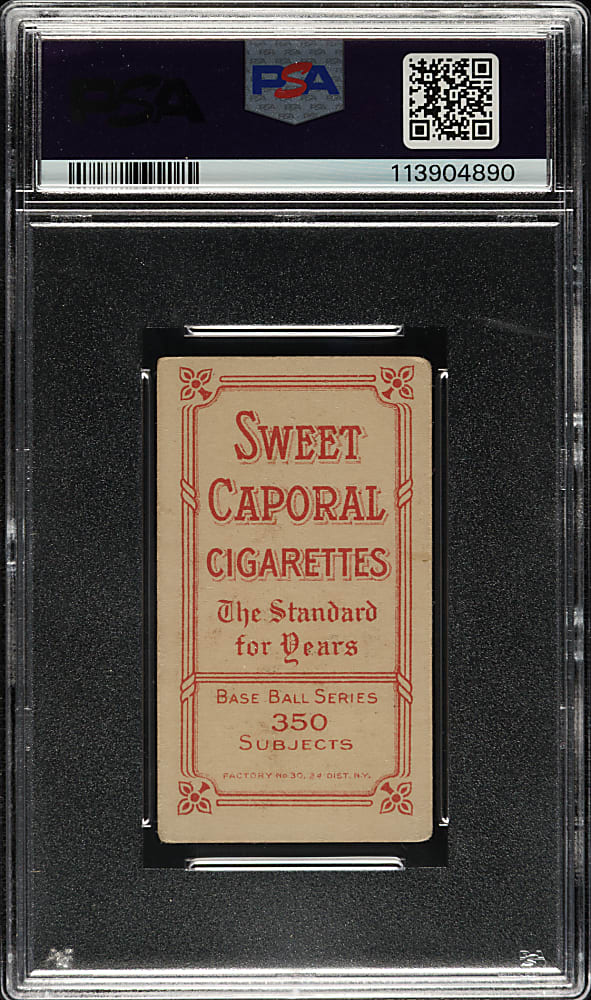 PSA
PSA
113904890
SWEET
CAPORAL
CIGARETTES
The Standard
for Years
BASE BALL SERIES
350
SUBJECTS
FACTORY No. 30, 2d DIST. N.Y.